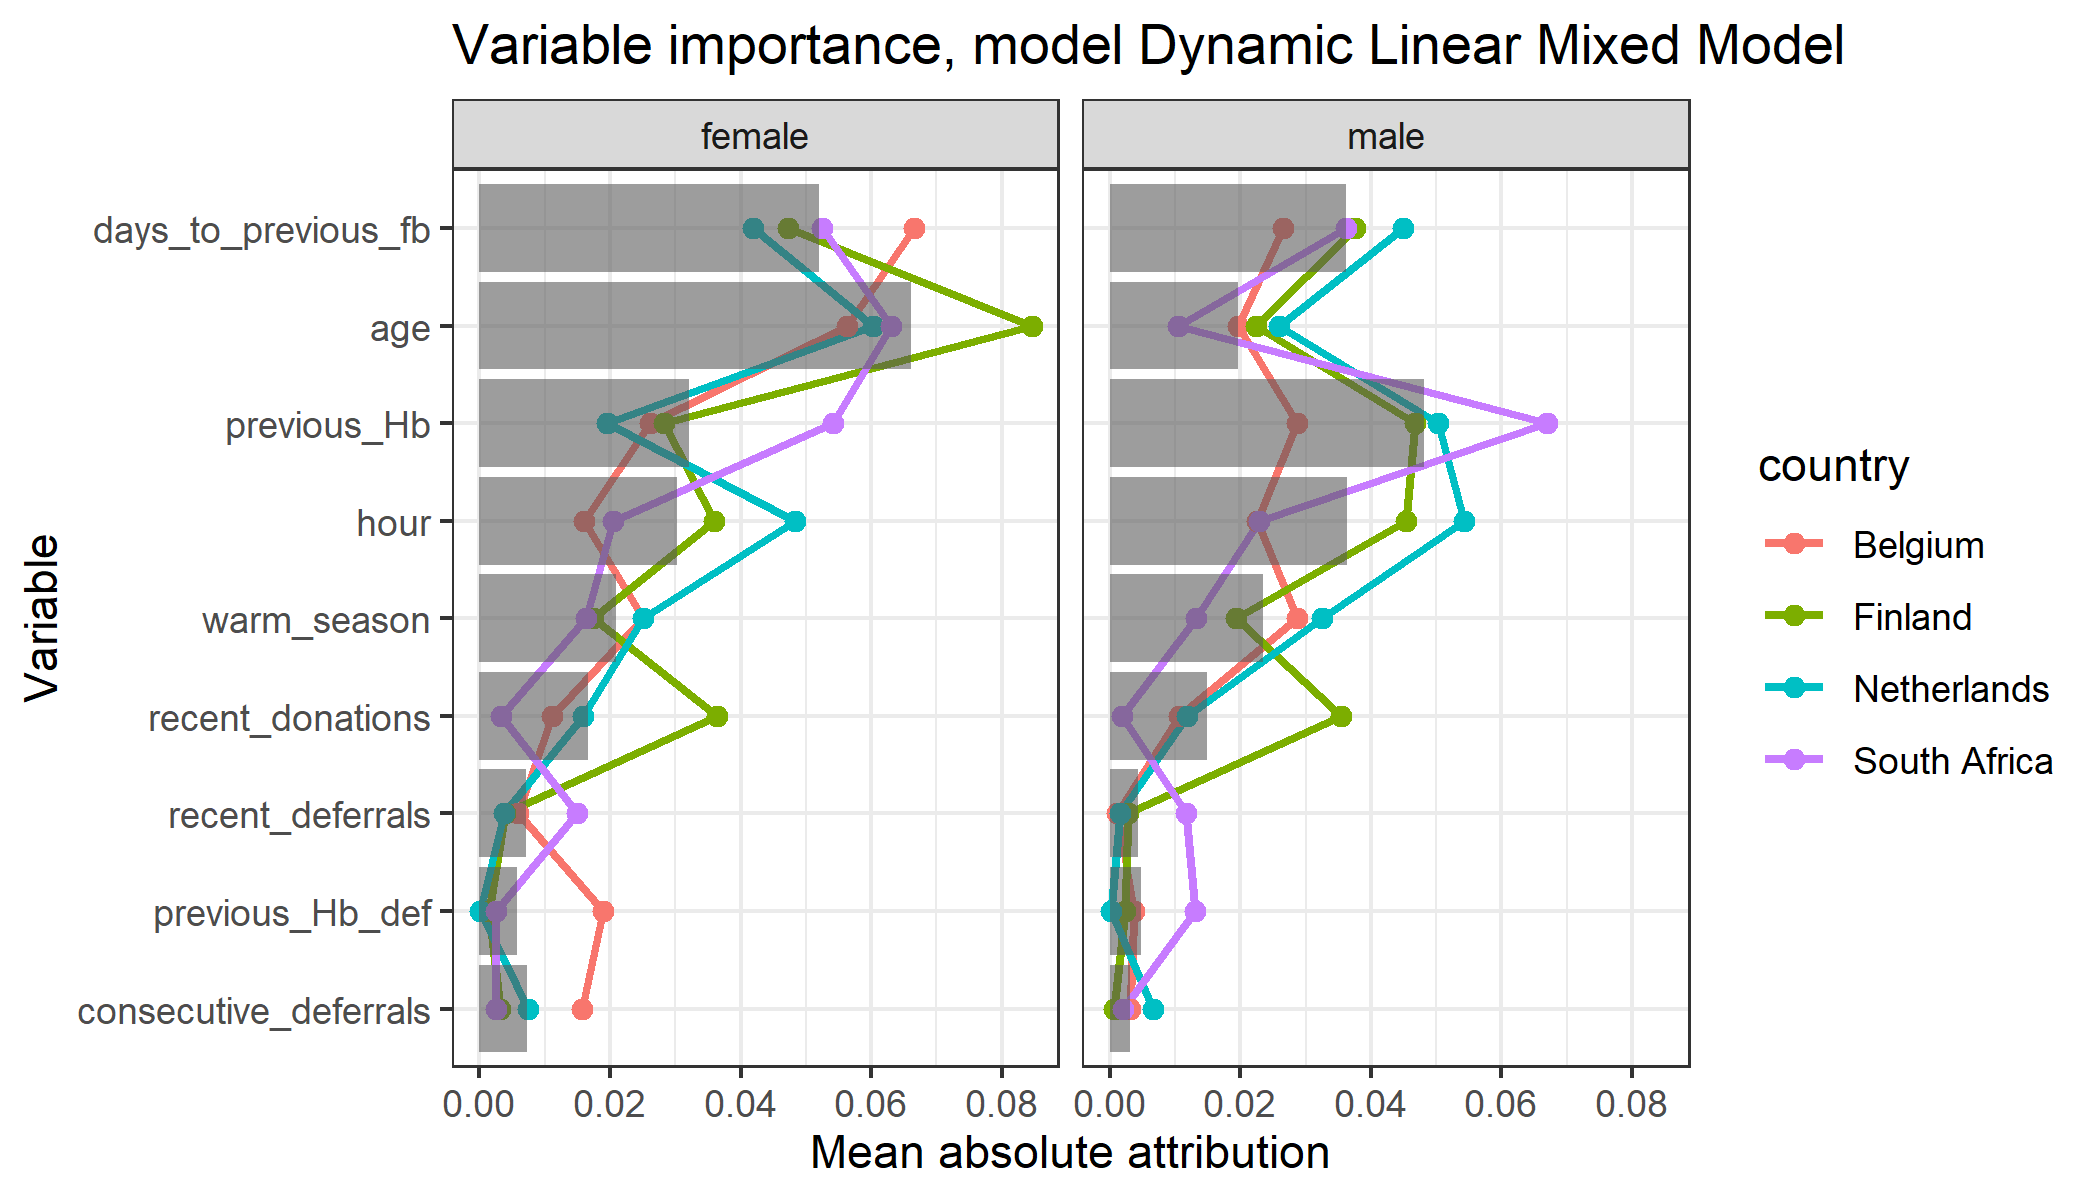 Variable importance, model Dynamic Linear Mixed Model
female
male
days_to_previous_fb
age
previous_Hb
hour
warm_season
recent_donations
recent_deferrals
previous_Hb_def
consecutive_deferrals
Variable
0.00 0.02 0.04 0.06 0.08
0.00 0.02 0.04 0.06 0.08
Mean absolute attribution
country
Belgium
Finland
Netherlands
South Africa